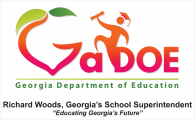 GaDOE
Georgia Department of Education
Richard Woods, Georgia's School Superintendent
"Educating Georgia's Future"